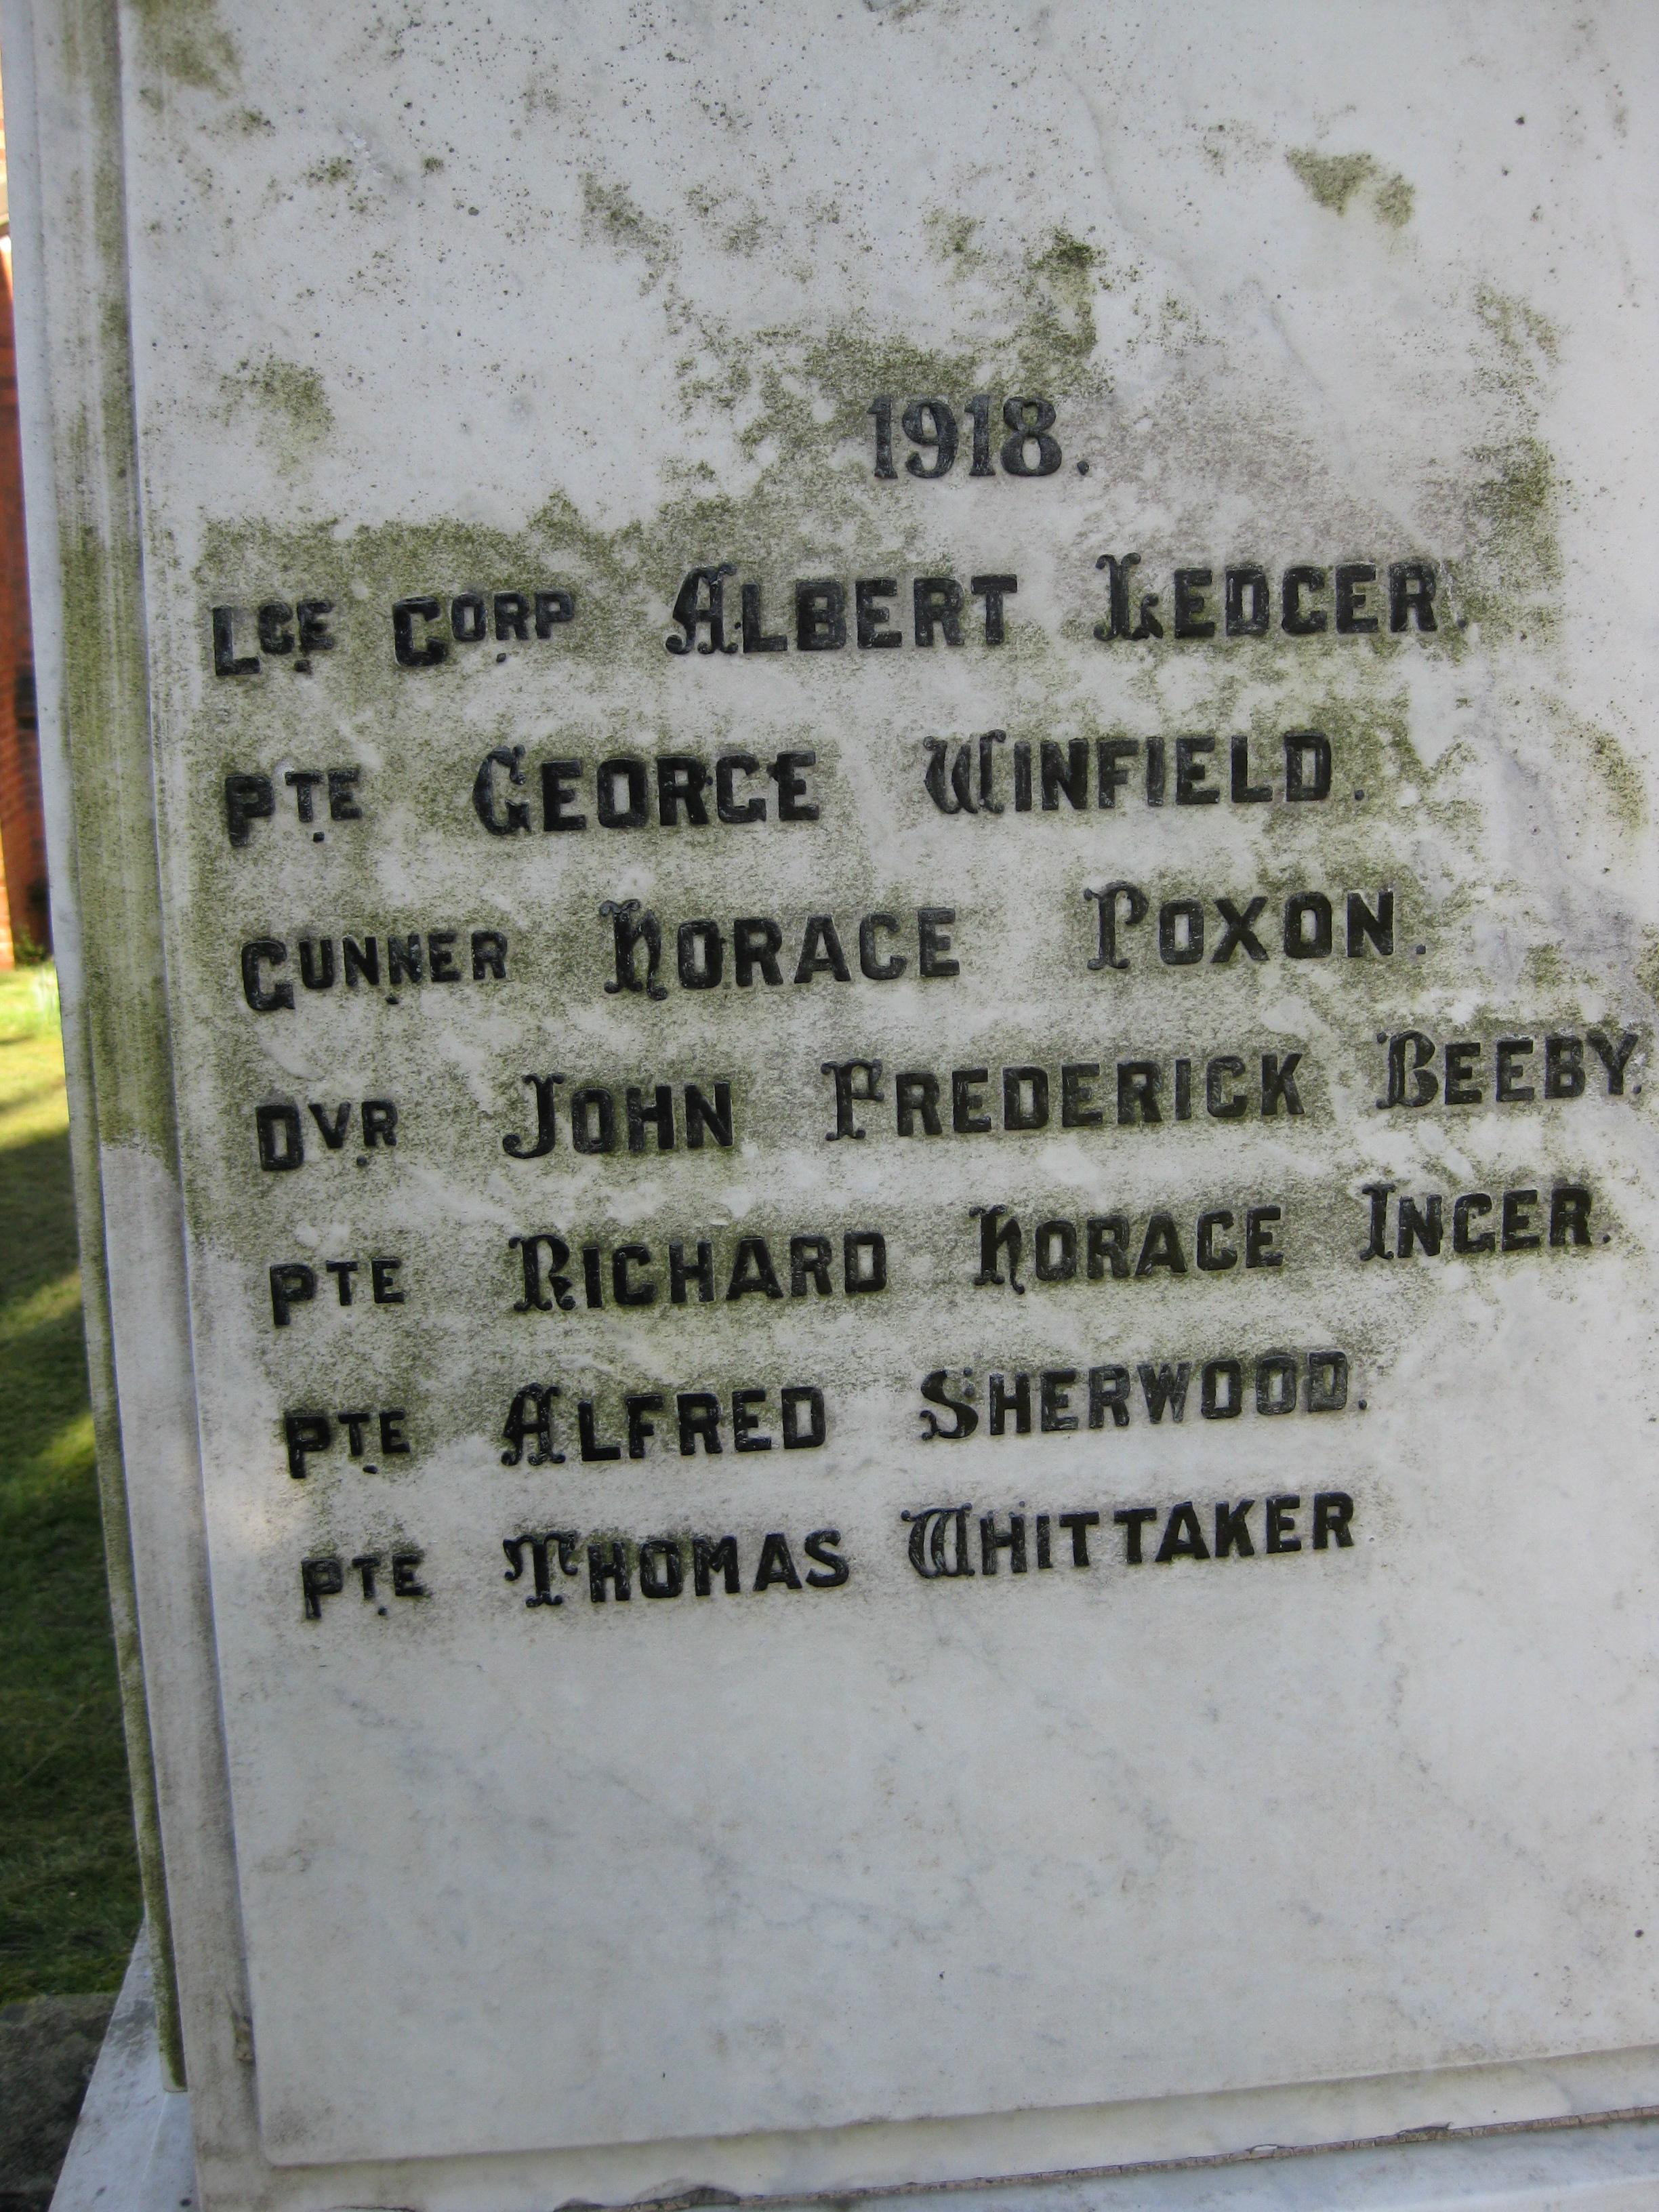 1918.
LCE CORP ALBERT LEDGER.
PTE GEORGE WINFIELD.
GUNNER HORACE POXON.
DVR JOHN FREDERICK BEEBY.
PTE RICHARD HORACE INGER.
PTE ALFRED SHERWOOD.
PTE THOMAS WHITTAKER